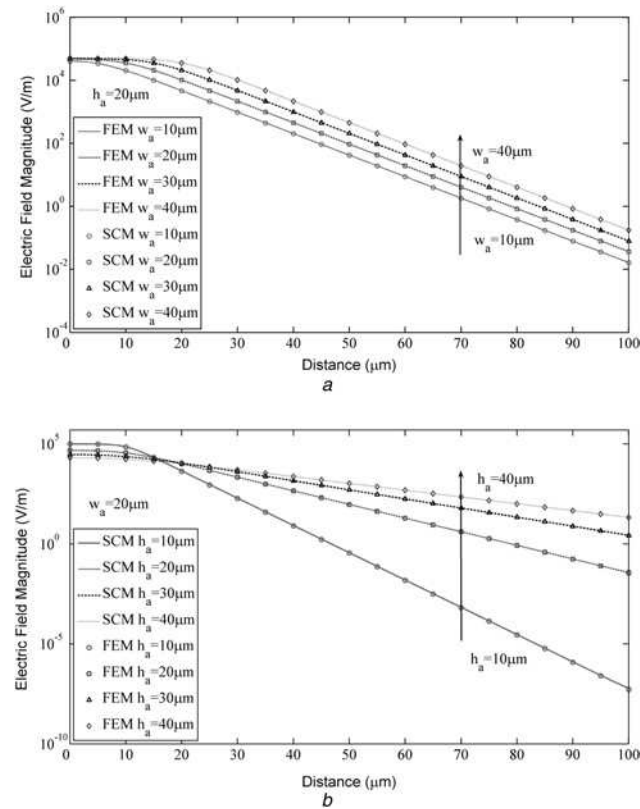 10^6
10^4
10^2
10^0
10^-2
10^-4
Electric Field Magnitude (V/m)
h_a=20μm
FEM w_a=10μm
FEM w_a=20μm
FEM w_a=30μm
FEM w_a=40μm
SCM w_a=10μm
SCM w_a=20μm
SCM w_a=30μm
SCM w_a=40μm
w_a=40μm
w_a=10μm
0 10 20 30 40 50 60 70 80 90 100
Distance (μm)
a
10^5
10^0
10^-5
10^-10
Electric Field Magnitude (V/m)
w_a=20μm
SCM h_a=10μm
SCM h_a=20μm
SCM h_a=30μm
SCM h_a=40μm
FEM h_a=10μm
FEM h_a=20μm
FEM h_a=30μm
FEM h_a=40μm
h_a=40μm
h_a=10μm
0 10 20 30 40 50 60 70 80 90 100
Distance (μm)
b